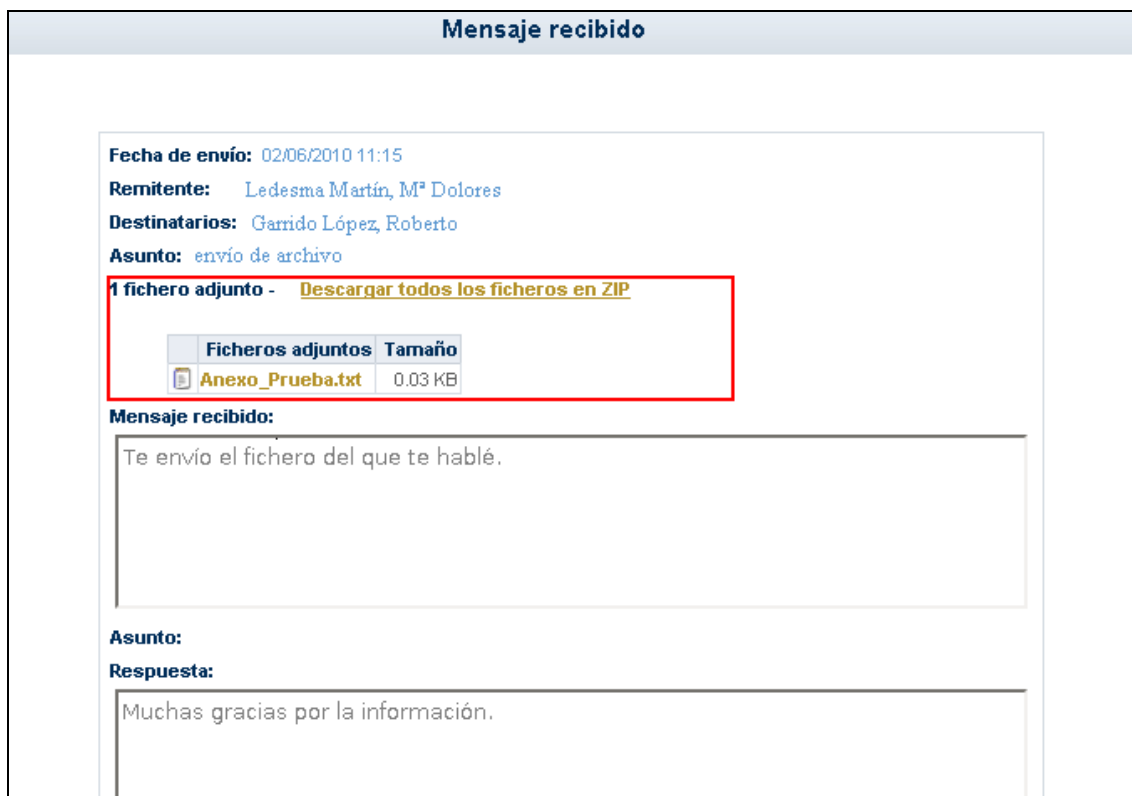 Mensaje recibido
Fecha de envío: 02/06/2010 11:15
Remitente: Ledesma Martín, Mª Dolores
Destinatarios: Garrido López, Roberto
Asunto: envío de archivo
1 fichero adjunto - Descargar todos los ficheros en ZIP
Ficheros adjuntos Tamaño
Anexo_Prueba.txt 0.03 KB
Mensaje recibido:
Te envío el fichero del que te hablé.
Asunto:
Respuesta:
Muchas gracias por la información.